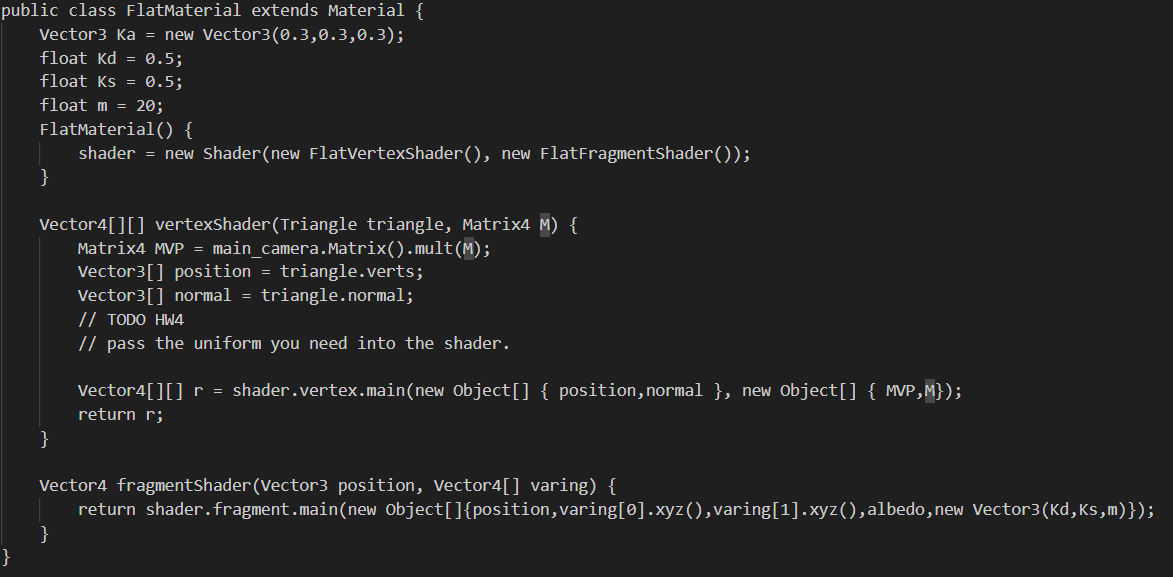 public class FlatMaterial extends Material {
    Vector3 Ka = new Vector3(0.3,0.3,0.3);
    float Kd = 0.5;
    float Ks = 0.5;
    float m = 20;
    FlatMaterial() {
        shader = new Shader(new FlatVertexShader(), new FlatFragmentShader());
    }
    Vector4[][] vertexShader(Triangle triangle, Matrix4 M) {
        Matrix4 MVP = main_camera.Matrix().mult(M);
        Vector3[] position = triangle.verts;
        Vector3[] normal = triangle.normal;
        // TODO HW4
        // pass the uniform you need into the shader.
        Vector4[][] r = shader.vertex.main(new Object[] { position,normal }, new Object[] { MVP,M});
        return r;
    }
    Vector4 fragmentShader(Vector3 position, Vector4[] varing) {
        return shader.fragment.main(new Object[]{position,varing[0].xyz(),varing[1].xyz(),albedo,new Vector3(Kd,Ks,m)});
    }
}